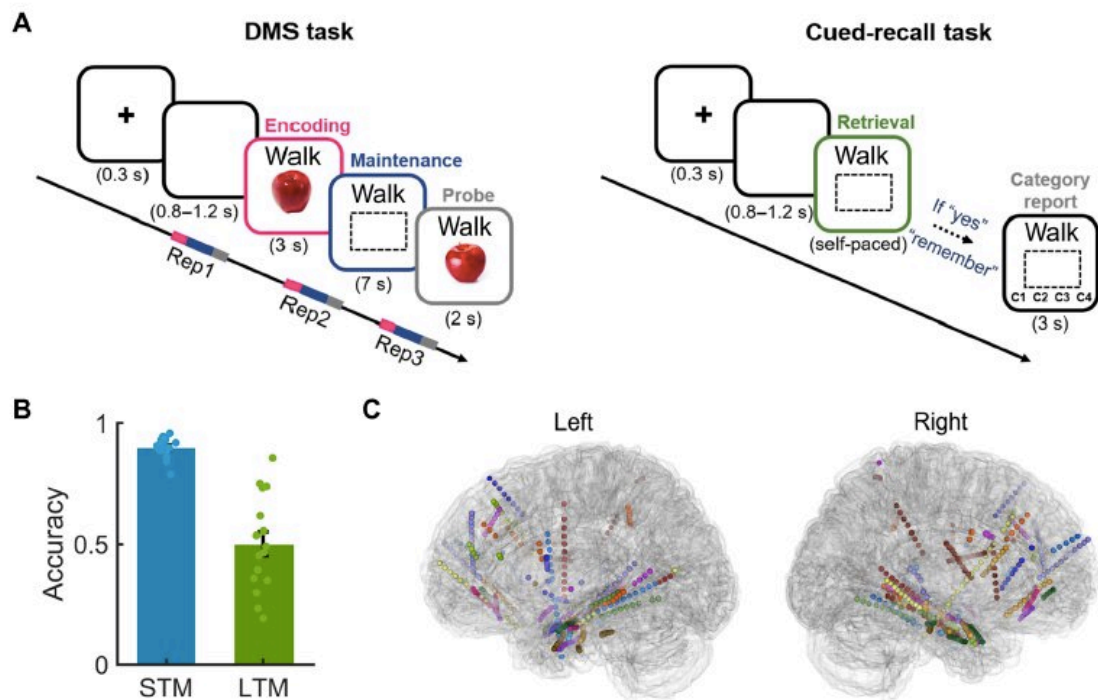 A
DMS task
Cued-recall task
+
(0.3 s)
(0.8–1.2 s)
Encoding
Walk
(3 s)
Maintenance
Walk
(7 s)
Probe
Walk
(2 s)
Rep1
Rep2
Rep3
+
(0.3 s)
(0.8–1.2 s)
Retrieval
Walk
(self-paced)
If "yes"
"remember"
Category
report
Walk
C1 C2 C3 C4
(3 s)
B
Accuracy
1
0.5
0
STM LTM
C
Left
Right